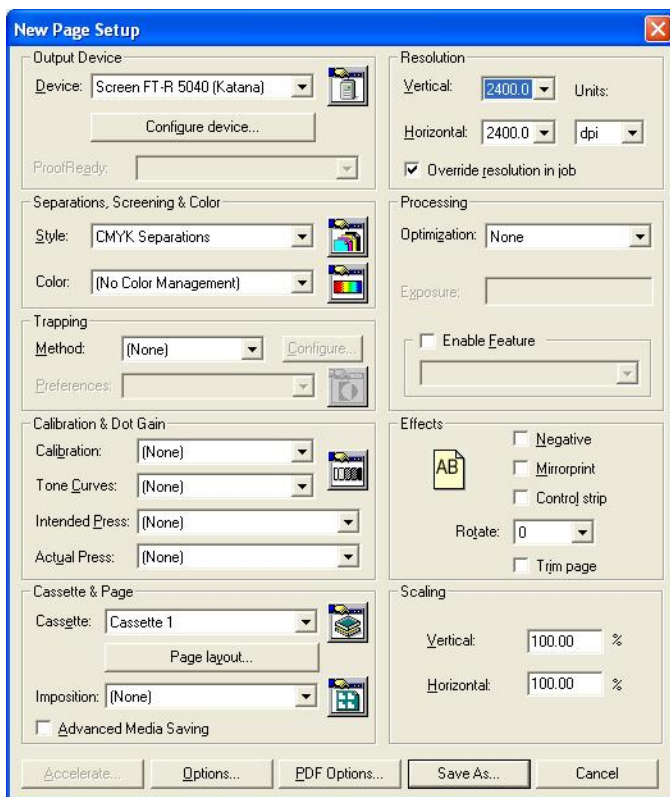 New Page Setup
Output Device
Device: Screen FT-R 5040 (Katana)
Configure device...
ProofReady:
Separations, Screening & Color
Style: CMYK Separations
Color: (No Color Management)
Trapping
Method: (None) Configure...
Preferences:
Calibration & Dot Gain
Calibration: (None)
Tone Curves: (None)
Intended Press: (None)
Actual Press: (None)
Cassette & Page
Cassette: Cassette 1
Page layout...
Imposition: (None)
Advanced Media Saving
Resolution
Vertical: 2400.0 Units:
Horizontal: 2400.0 dpi
Override resolution in job
Processing
Optimization: None
Exposure:
Enable Feature
Effects
AB
Negative
Mirrorprint
Control strip
Rotate: 0
Trim page
Scaling
Vertical: 100.00 %
Horizontal: 100.00 %
Accelerate... Options... PDF Options... Save As... Cancel